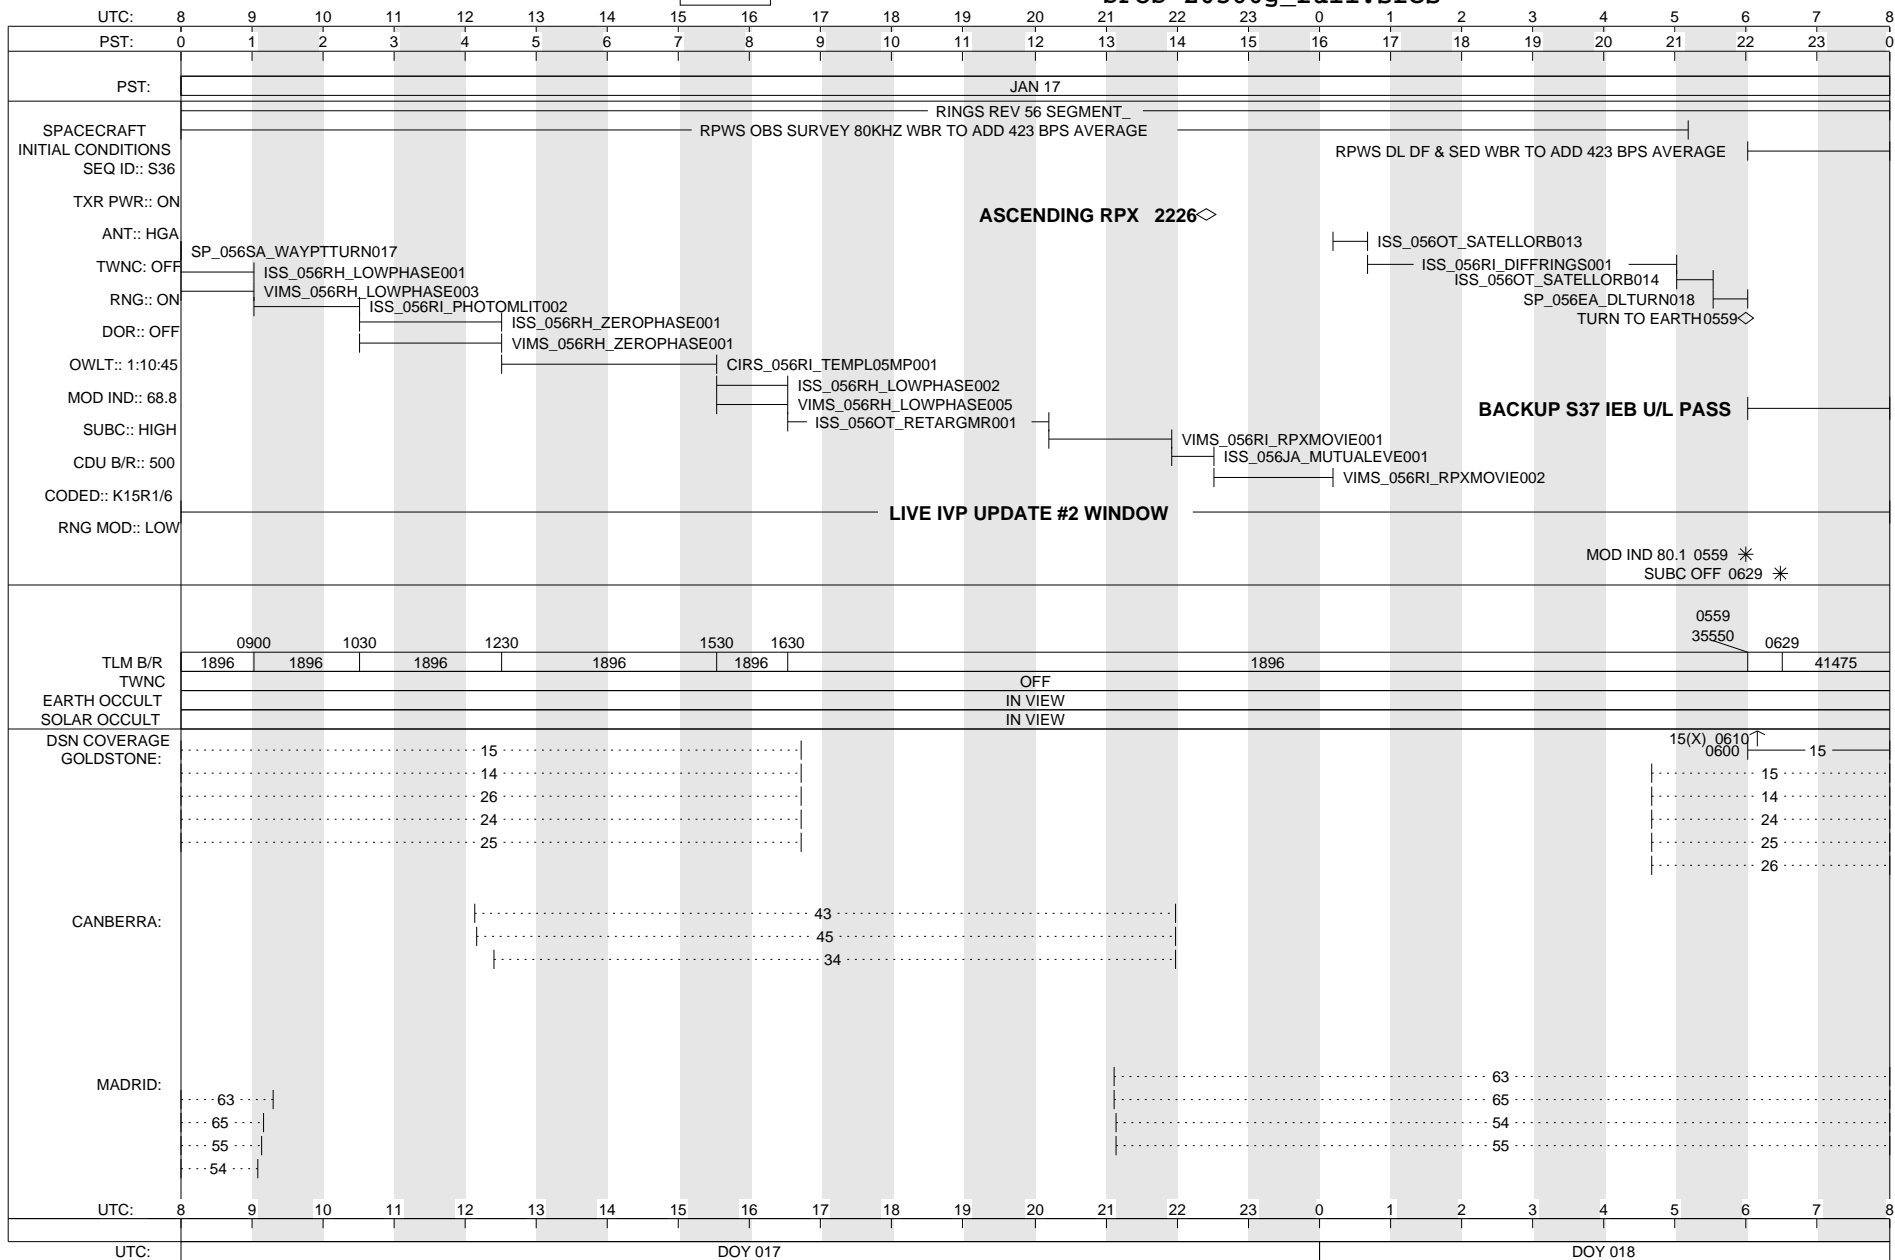 UTC: 8 9 10 11 12 13 14 15 16 17 18 19 20 21 22 23 0 1 2 3 4 5 6 7 8
PST: 0 1 2 3 4 5 6 7 8 9 10 11 12 13 14 15 16 17 18 19 20 21 22 23 0
PST: JAN 17
RINGS REV 56 SEGMENT_
SPACECRAFT RPWS OBS SURVEY 80KHZ WBR TO ADD 423 BPS AVERAGE
INITIAL CONDITIONS RPWS DL DF & SED WBR TO ADD 423 BPS AVERAGE
SEQ ID:: S36
TXR PWR:: ON
ASCENDING RPX 2226
ANT:: HGA
ISS_056OT_SATELLORB013
SP_056SA_WAYPTTURN017
TWNC: OFF
ISS_056RH_LOWPHASE001
ISS_056RI_DIFFRINGS001
ISS_056OT_SATELLORB014
VIMS_056RH_LOWPHASE003
RNG:: ON
SP_056EA_DLTURN018
ISS_056RI_PHOTOMLIT002
TURN TO EARTH0559
ISS_056RH_ZEROPHASE001
DOR:: OFF
VIMS_056RH_ZEROPHASE001
OWLT:: 1:10:45
CIRS_056RI_TEMPL05MP001
ISS_056RH_LOWPHASE002
MOD IND:: 68.8
VIMS_056RH_LOWPHASE005
BACKUP S37 IEB U/L PASS
ISS_056OT_RETARGMR001
SUBC:: HIGH
VIMS_056RI_RPXMOVIE001
ISS_056JA_MUTUALEVE001
CDU B/R:: 500
VIMS_056RI_RPXMOVIE002
CODED:: K15R1/6
LIVE IVP UPDATE #2 WINDOW
RNG MOD:: LOW
MOD IND 80.1 0559
SUBC OFF 0629
0559
35550
0900 1030 1230 1530 1630 0629
TLM B/R 1896 1896 1896 1896 1896 1896 41475
TWNC OFF
EARTH OCCULT IN VIEW
SOLAR OCCULT IN VIEW
DSN COVERAGE 15(X) 0610
GOLDSTONE: 15 0600 15
14 15
26 14
24 24
25 25
26
CANBERRA: 43
45
34
MADRID: 63
63 65
65 54
55 55
54
UTC: 8 9 10 11 12 13 14 15 16 17 18 19 20 21 22 23 0 1 2 3 4 5 6 7 8
UTC: DOY 017 DOY 018